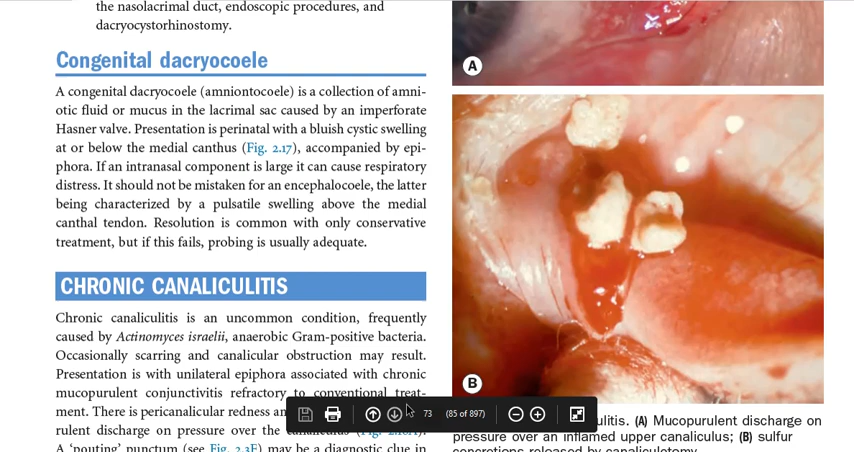 the nasolacrimal duct, endoscopic procedures, and
dacryocystorhinostomy.
Congenital dacryocoele
A congenital dacryocoele (amniontocoele) is a collection of amni-
otic fluid or mucus in the lacrimal sac caused by an imperforate
Hasner valve. Presentation is perinatal with a bluish cystic swelling
at or below the medial canthus (Fig. 2.17), accompanied by epi-
phora. If an intranasal component is large it can cause respiratory
distress. It should not be mistaken for an encephalocoele, the latter
being characterized by a pulsatile swelling above the medial
canthal tendon. Resolution is common with only conservative
treatment, but if this fails, probing is usually adequate.
CHRONIC CANALICULITIS
Chronic canaliculitis is an uncommon condition, frequently
caused by Actinomyces israelii, anaerobic Gram-positive bacteria.
Occasionally scarring and canalicular obstruction may result.
Presentation is with unilateral epiphora associated with chronic
mucopurulent conjunctivitis refractory to conventional treat-
ment. There is pericanalicular redness an
rulent discharge on pressure over the
A 'pouting' punctum (see Fig. 2.3F) may be a diagnostic clue in
A
B
ulitis. (A) Mucopurulent discharge on
pressure over an inflamed upper canaliculus; (B) sulfur
concretions released by canaliculotomy
73 (85 of 897)